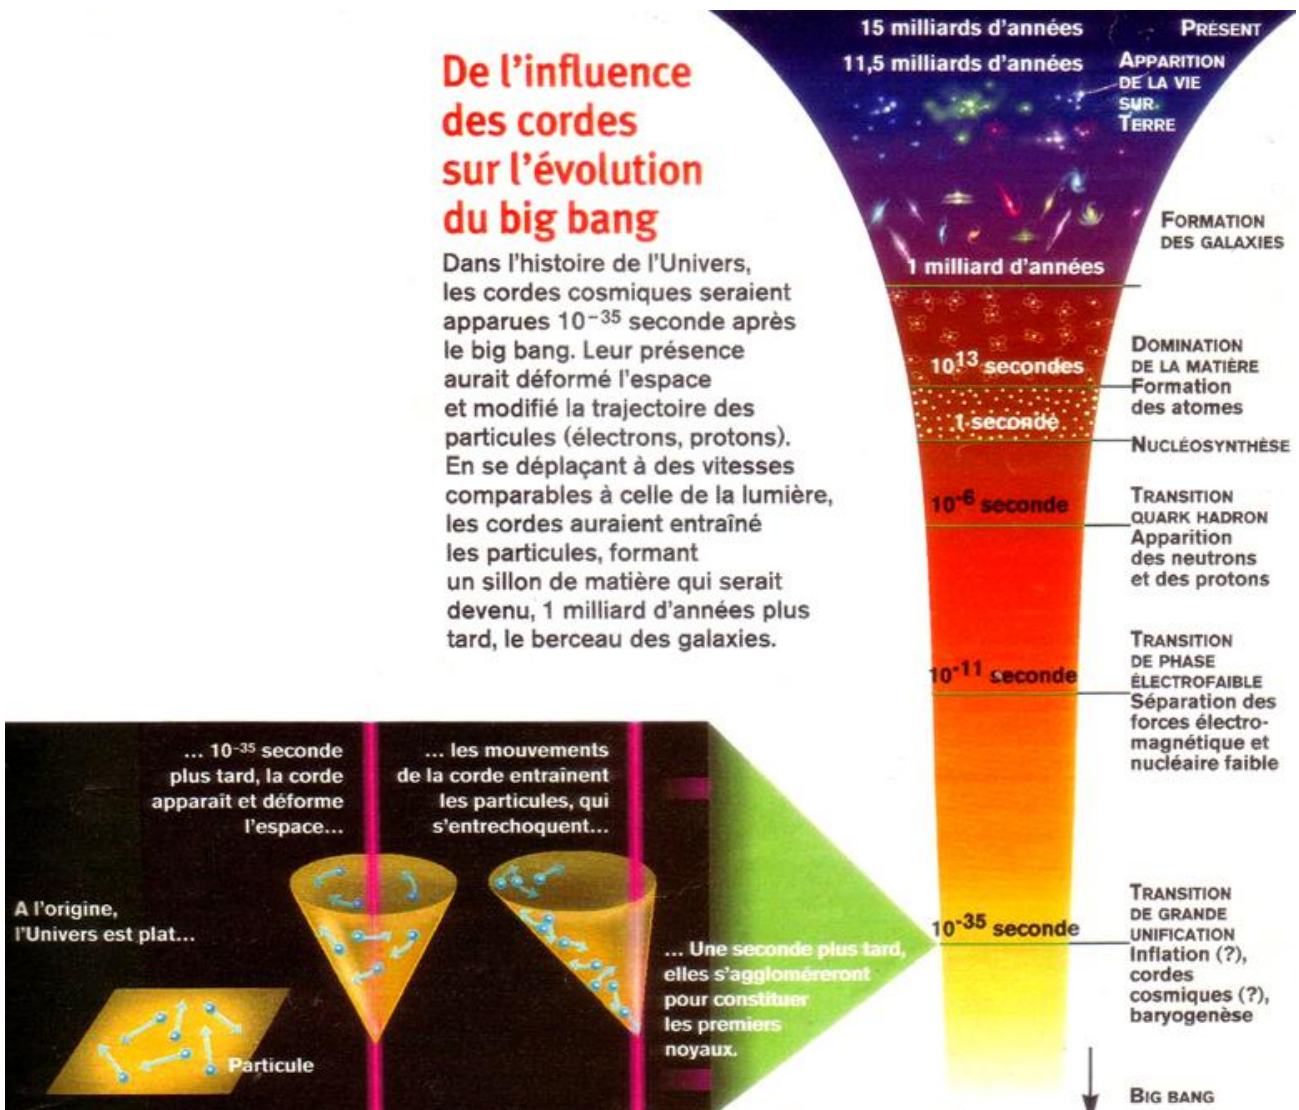 De l'influence
des cordes
sur l'évolution
du big bang
Dans l'histoire de l'Univers,
les cordes cosmiques seraient
apparues 10⁻³⁵ seconde après
le big bang. Leur présence
aurait déformé l'espace
et modifié la trajectoire des
particules (électrons, protons).
En se déplaçant à des vitesses
comparables à celle de la lumière,
les cordes auraient entraîné
les particules, formant
un sillon de matière qui serait
devenu, 1 milliard d'années plus
tard, le berceau des galaxies.
15 milliards d'années
PRÉSENT
11,5 milliards d'années
APPARITION
DE LA VIE
SUR
TERRE
FORMATION
DES GALAXIES
1 milliard d'années
10¹³ secondes
DOMINATION
DE LA MATIÈRE
Formation
des atomes
1 seconde
NUCLÉOSYNTHÈSE
10⁻⁶ seconde
TRANSITION
QUARK HADRON
Apparition
des neutrons
et des protons
10⁻¹¹ seconde
TRANSITION
DE PHASE
ÉLECTROFAIBLE
Séparation des
forces électro-
magnétique et
nucléaire faible
10⁻³⁵ seconde
TRANSITION
DE GRANDE
UNIFICATION
Inflation (?),
cordes
cosmiques (?),
baryogenèse
BIG BANG
A l'origine,
l'Univers est plat...
Particule
... 10⁻³⁵ seconde
plus tard, la corde
apparaît et déforme
l'espace...
... les mouvements
de la corde entraînent
les particules, qui
s'entrechoquent...
... Une seconde plus tard,
elles s'aggloméreront
pour constituer
les premiers
noyaux.